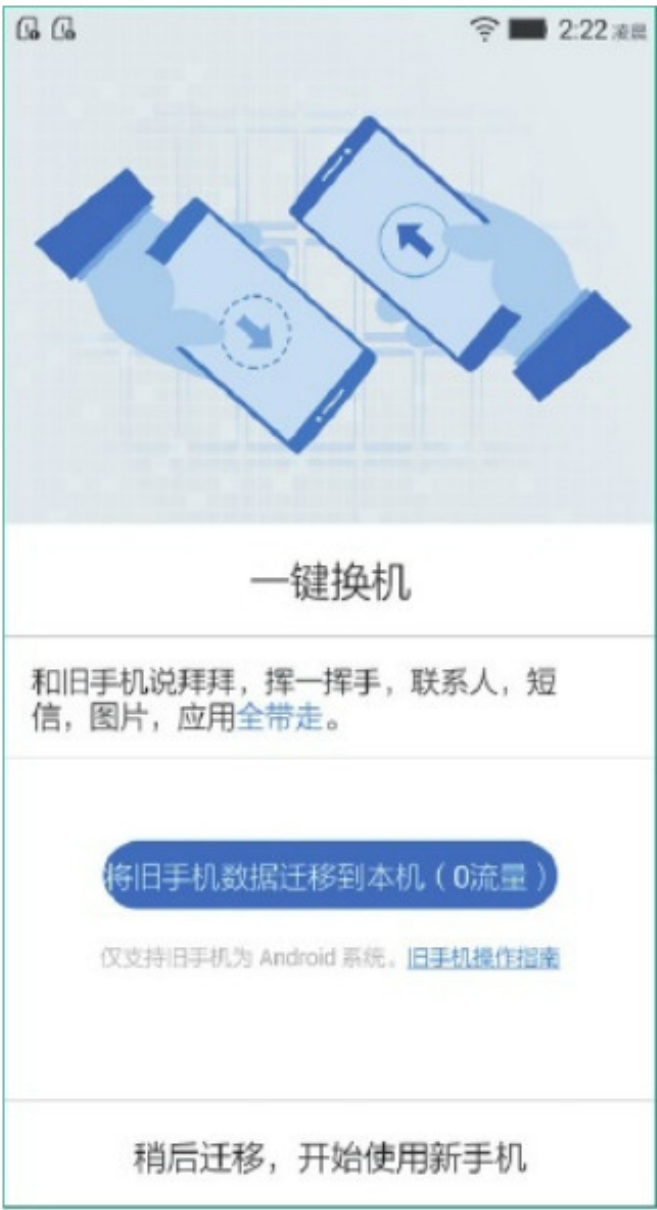 2:22 凌晨
一键换机
和旧手机说拜拜，挥一挥手，联系人，短
信，图片，应用全带走。
将旧手机数据迁移到本机（0流量）
仅支持旧手机为 Android 系统。旧手机操作指南
稍后迁移，开始使用新手机